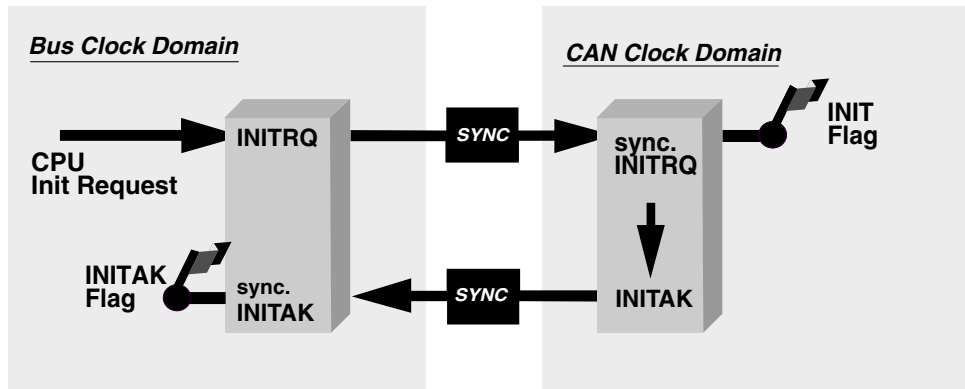 Bus Clock Domain
CAN Clock Domain
INITRQ
SYNC
sync.
INITRQ
INIT
Flag
CPU
Init Request
INITAK
Flag
sync.
INITAK
SYNC
INITAK